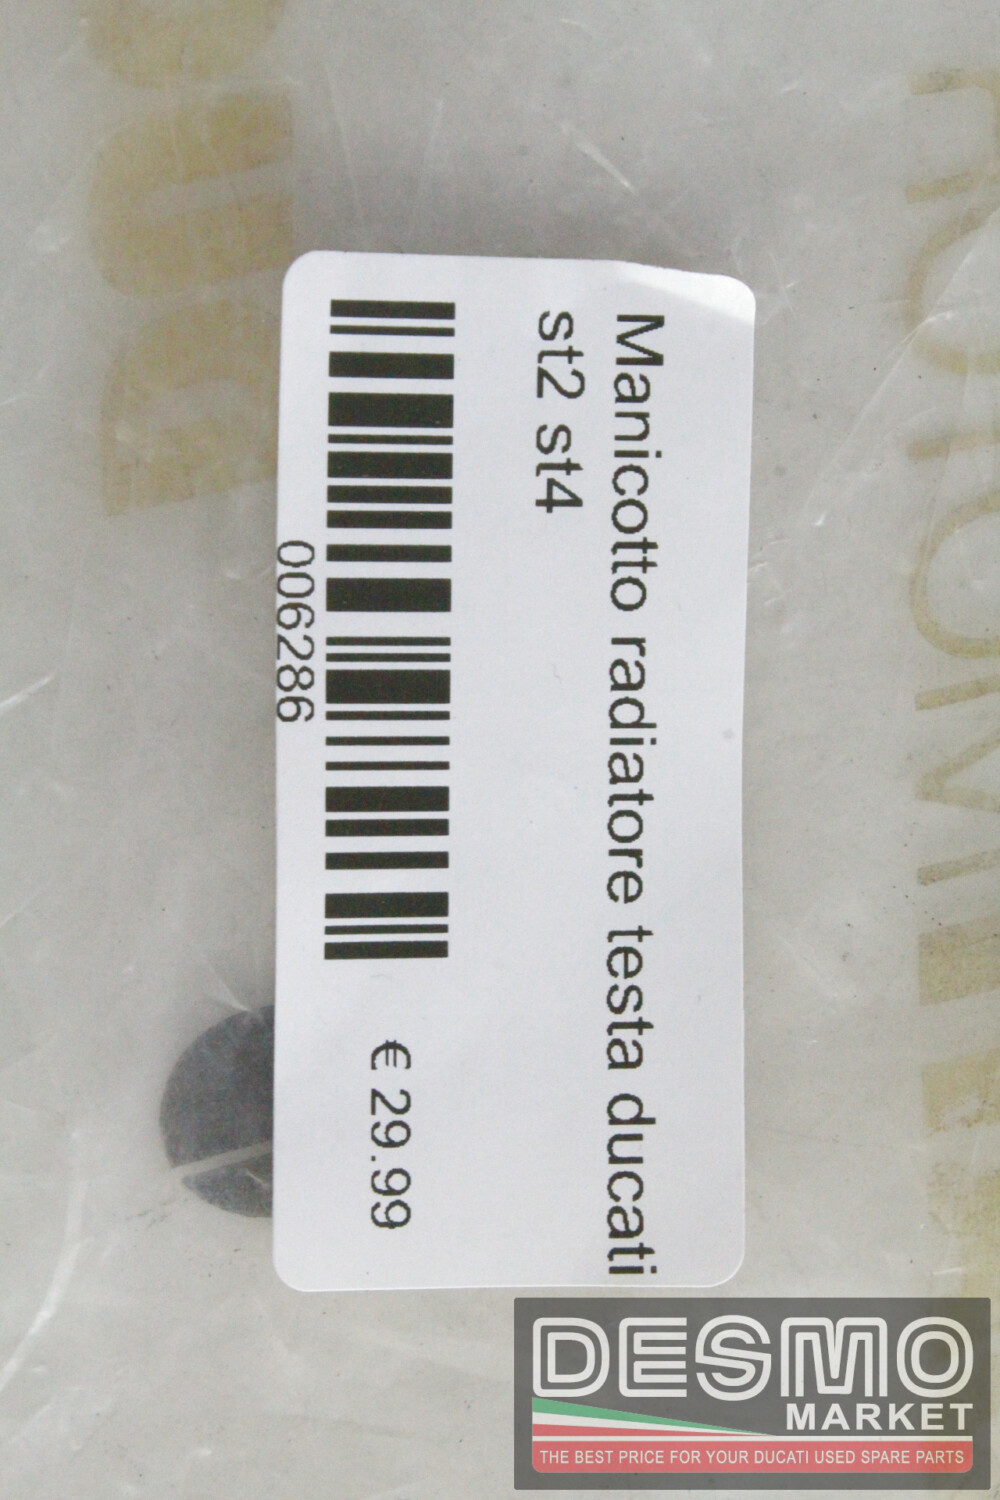 Manicotto radiatore testa ducati
st2 st4
006286
€ 29.99
DESMO
MARKET
THE BEST PRICE FOR YOUR DUCATI USED SPARE PARTS